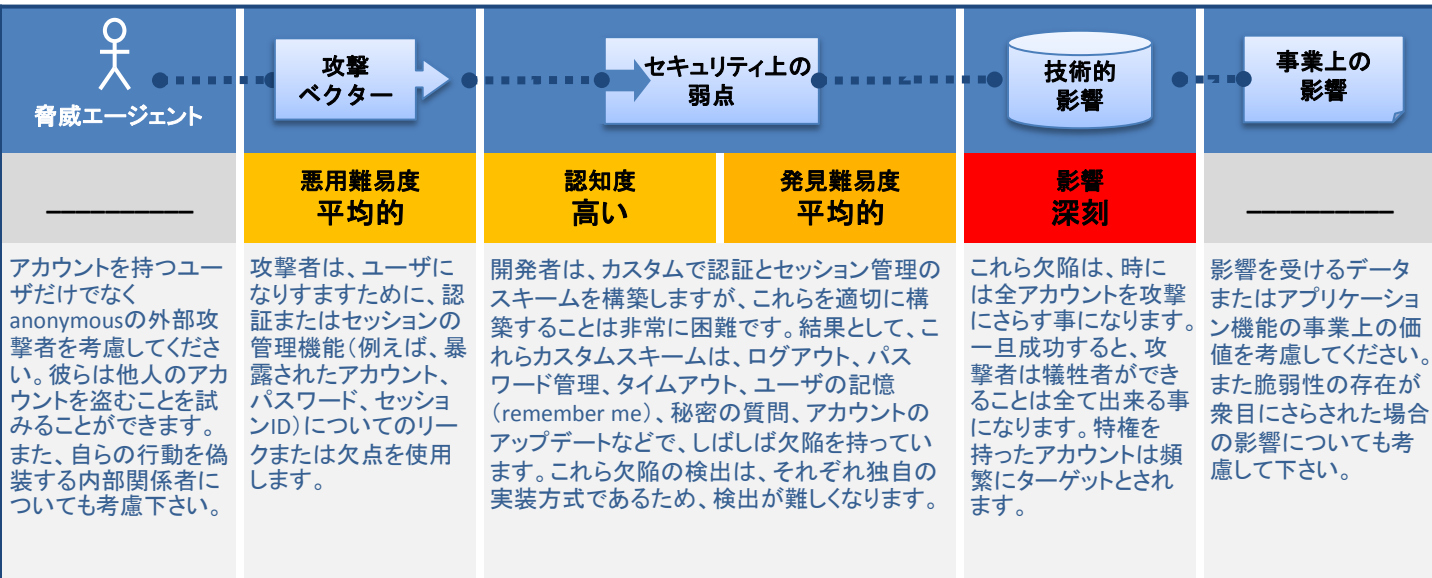 脅威エージェント
攻撃
ベクター
セキュリティ上の
弱点
技術的
影響
事業上の
影響
__________
悪用難易度
平均的
認知度
高い
発見難易度
平均的
影響
深刻
__________
アカウントを持つユー
ザだけでなく
anonymousの外部攻
撃者を考慮してくださ
い。彼らは他人のアカ
ウントを盗むことを試
みることができます。
また、自らの行動を偽
装する内部関係者に
ついても考慮下さい。
攻撃者は、ユーザに
なりすますために、認
証またはセッションの
管理機能(例えば、暴
露されたアカウント、
パスワード、セッショ
ンID)についてのリー
クまたは欠点を使用
します。
開発者は、カスタムで認証とセッション管理の
スキームを構築しますが、これらを適切に構
築することは非常に困難です。結果として、こ
れらカスタムスキームは、ログアウト、パス
ワード管理、タイムアウト、ユーザの記憶
(remember me)、秘密の質問、アカウントの
アップデートなどで、しばしば欠陥を持ってい
ます。これら欠陥の検出は、それぞれ独自の
実装方式であるため、検出が難しくなります。
これら欠陥は、時に
は全アカウントを攻撃
にさらす事になります。
一旦成功すると、攻
撃者は犠牲者ができ
ることは全て出来る事
になります。特権を
持ったアカウントは頻
繁にターゲットとされ
ます。
影響を受けるデータ
またはアプリケーショ
ン機能の事業上の価
値を考慮してください。
また脆弱性の存在が
衆目にさらされた場合
の影響についても考
慮して下さい。